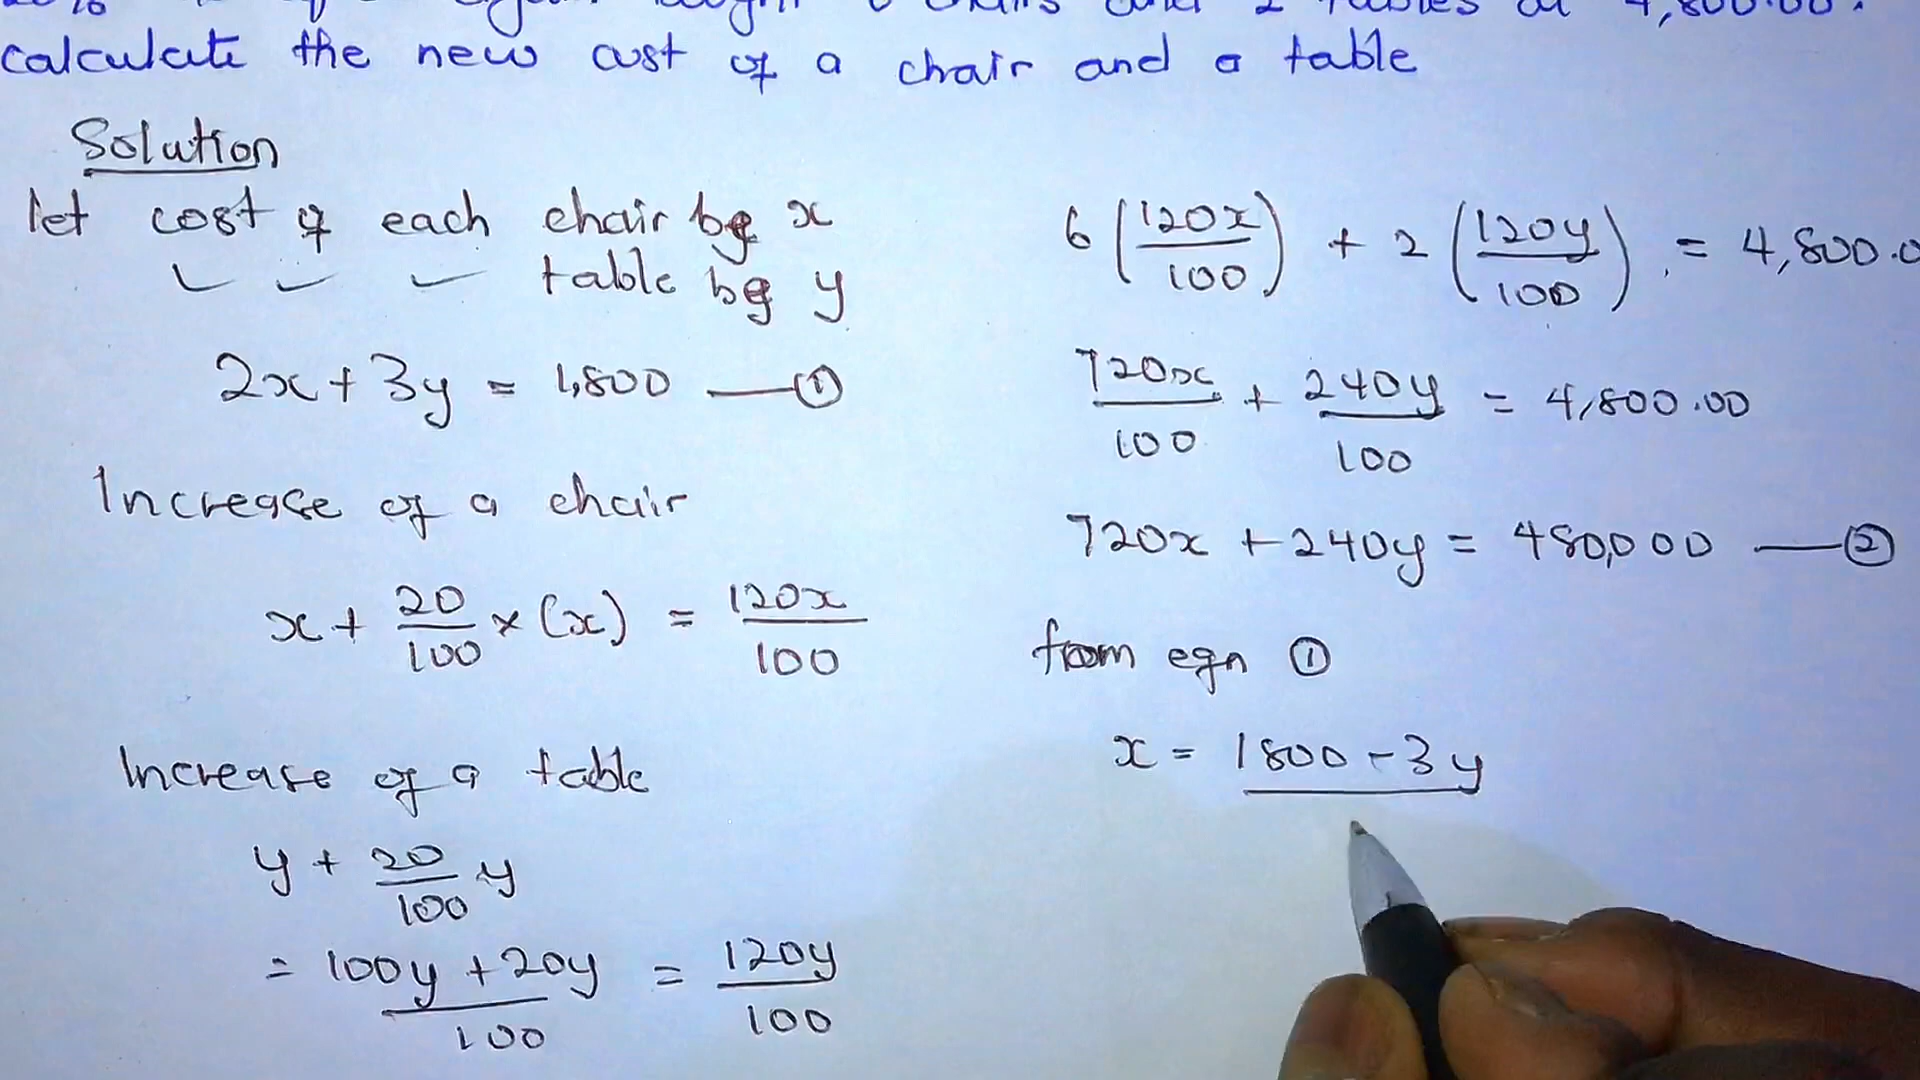 calculate the new cost of a chair and a table
Solution
let cost of each chair be x
table be y
2x + 3y = 1,800 —①
Increase of a chair
x + 20/100 × (x) = 120x/100
Increase of a table
y + 20/100 y
= 100y + 20y/100 = 120y/100
6(120x/100) + 2(120y/100) = 4,800.0
720x/100 + 240y/100 = 4,800.00
720x + 240y = 480,000 —②
from eqn ①
x = 1800 - 3y